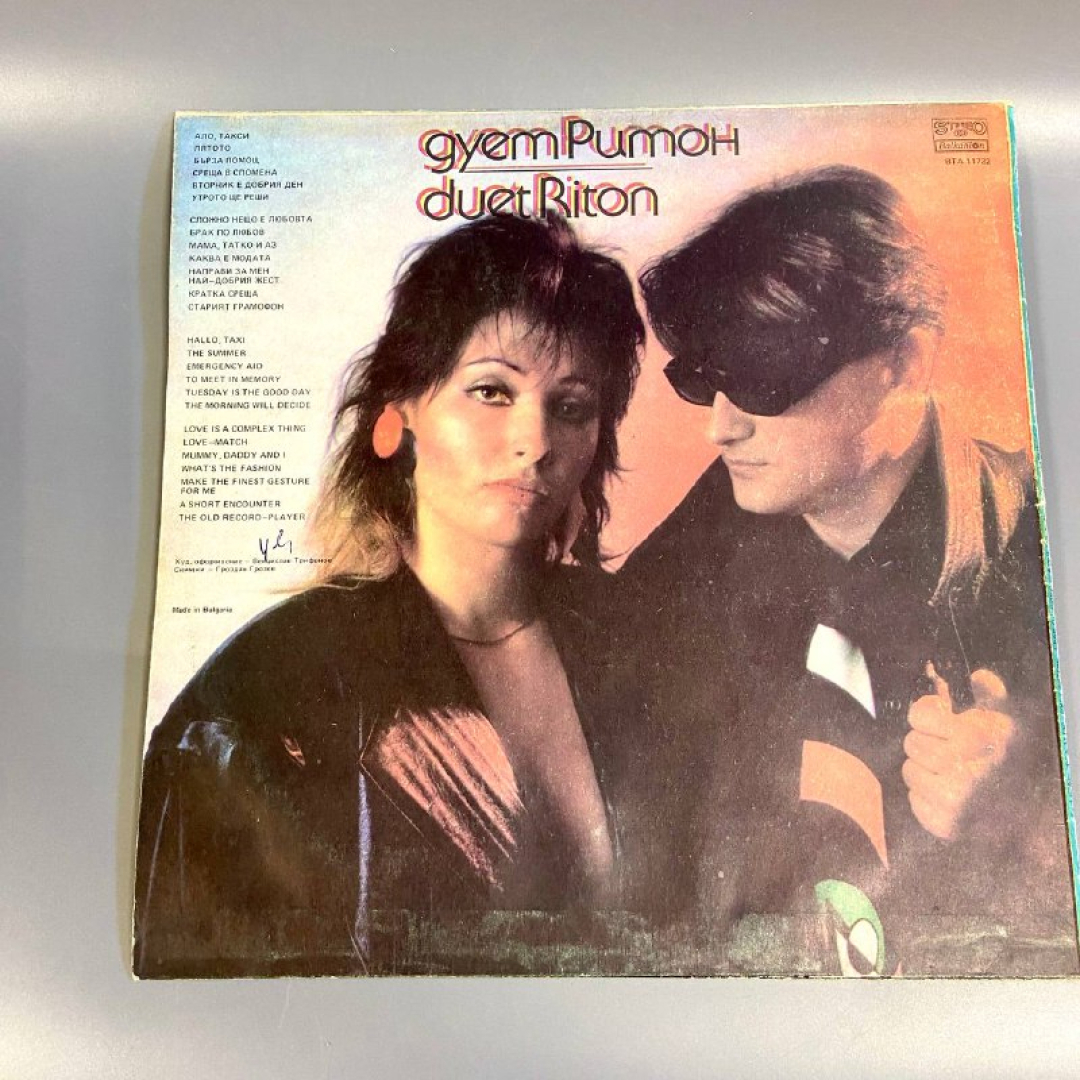 дует Ритон
duet Riton
STEREO
Balkanton
ВТА 11722
АЛО, ТАКСИ
ЛЯТОТО
БЪРЗА ПОМОЩ
СРЕЩА В СПОМЕНА
ВТОРНИК Е ДОБРИЯ ДЕН
УТРОТО ЩЕ РЕШИ
СЛОЖНО НЕЩО Е ЛЮБОВТА
БРАК ПО ЛЮБОВ
МАМА, ТАТКО И АЗ
КАКВА Е МОДАТА
НАПРАВИ ЗА МЕН
НАЙ-ДОБРИЯ ЖЕСТ
КРАТКА СРЕЩА
СТАРИЯТ ГРАМОФОН
HALLO, TAXI
THE SUMMER
EMERGENCY AID
TO MEET IN MEMORY
TUESDAY IS THE GOOD DAY
THE MORNING WILL DECIDE
LOVE IS A COMPLEX THING
LOVE-MATCH
MUMMY, DADDY AND I
WHAT'S THE FASHION
MAKE THE FINEST GESTURE
FOR ME
A SHORT ENCOUNTER
THE OLD RECORD-PLAYER
Худ. оформление -
Снимки -
Made in Bulgaria